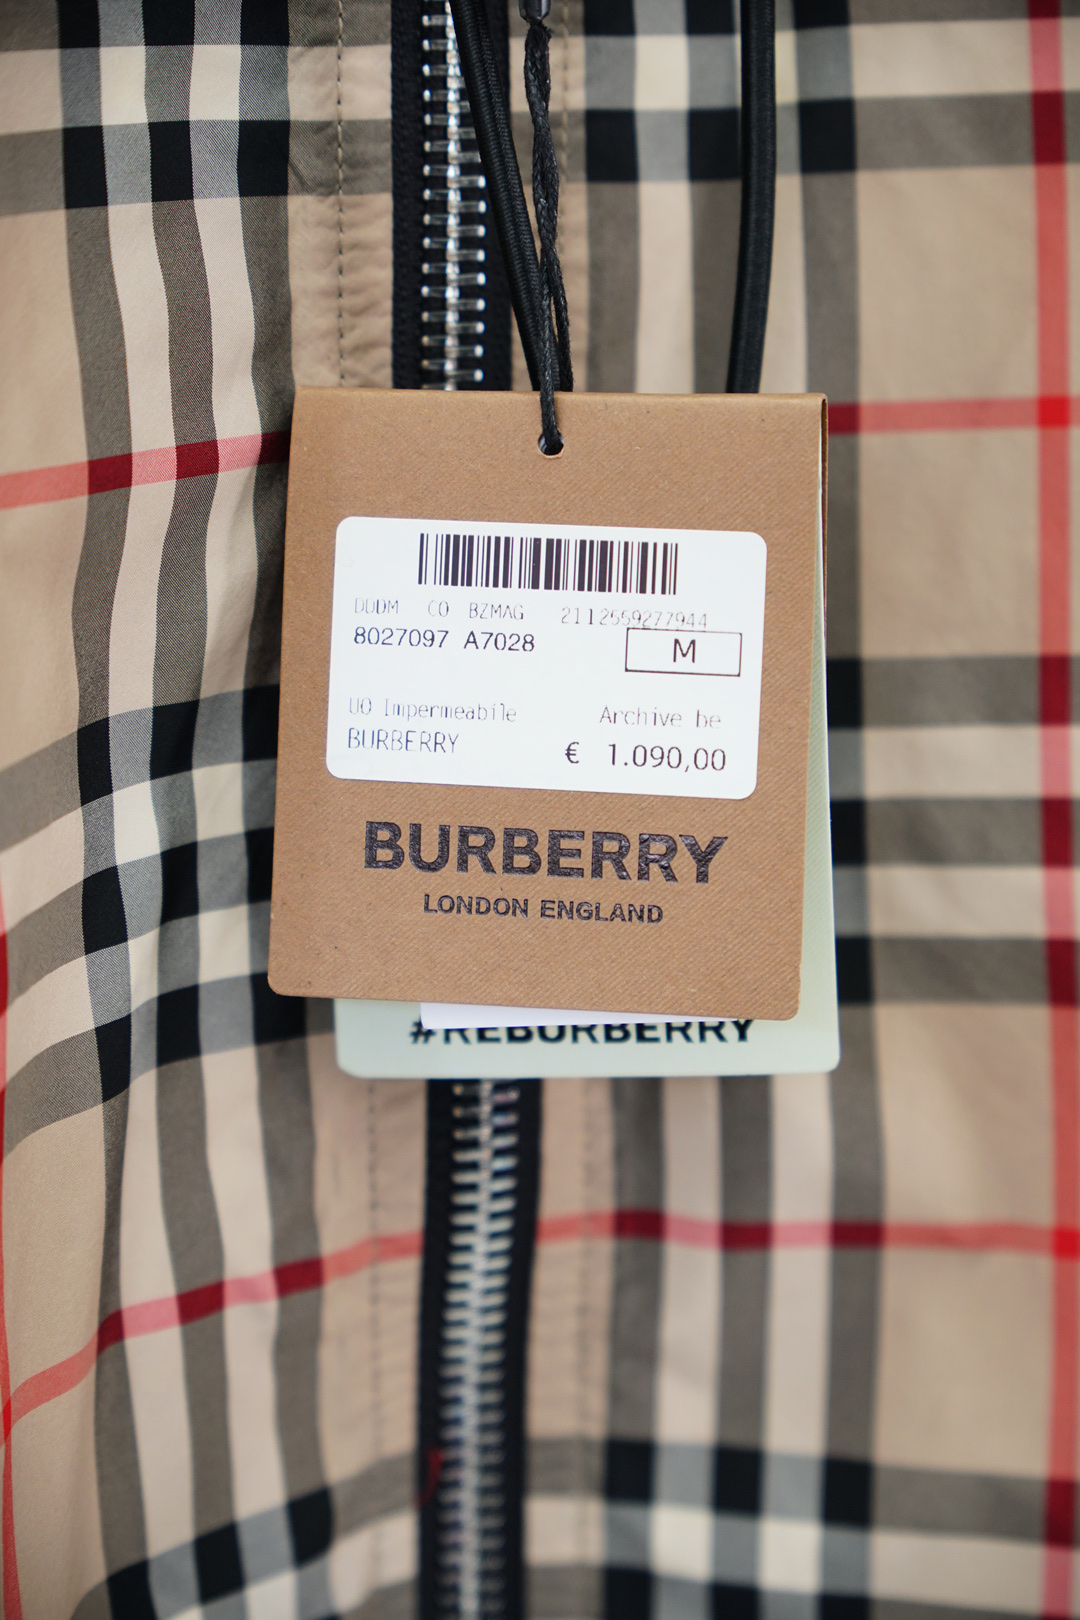 DUDM CO BZMAG 2112559277944
8027097 A7028
M
UO Impermeabile Archive be
BURBERRY € 1.090,00
BURBERRY
LONDON ENGLAND
#REBURBERRY